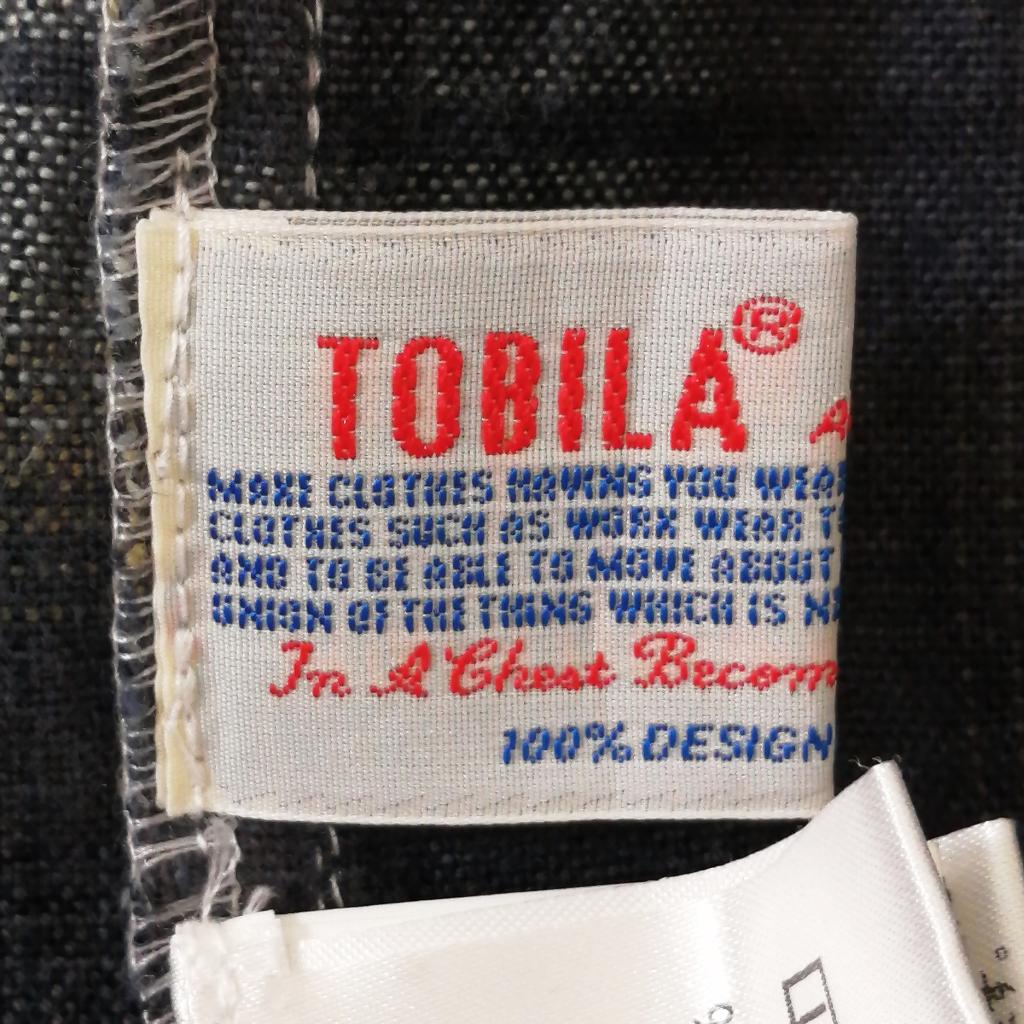 TOBILA®
MAKE CLOTHES HAVING YOU WEAR
CLOTHES SUCH AS WORK WEAR
AND TO BE ABLE TO MOVE ABOUT
UNION OF THE THING WHICH IS
In A Chest Becom
100% DESIGN